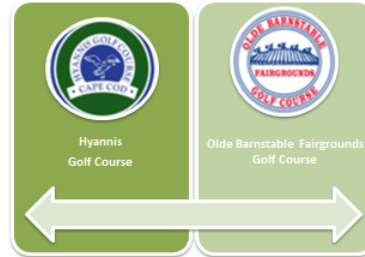 HYANNIS GOLF COURSE
CAPE COD
Hyannis
Golf Course
OLDE BARNSTABLE
FAIRGROUNDS
GOLF COURSE
Olde Barnstable Fairgrounds
Golf Course